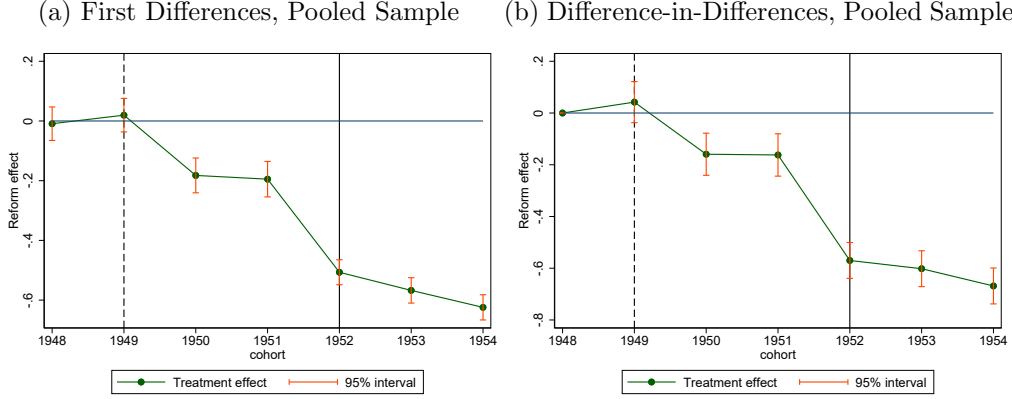 (a) First Differences, Pooled Sample
(b) Difference-in-Differences, Pooled Sample
Reform effect
.2
0
-.2
-.4
-.6
1948 1949 1950 1951 1952 1953 1954
cohort
Treatment effect 95% interval
Reform effect
.2
0
-.2
-.4
-.6
-.8
1948 1949 1950 1951 1952 1953 1954
cohort
Treatment effect 95% interval